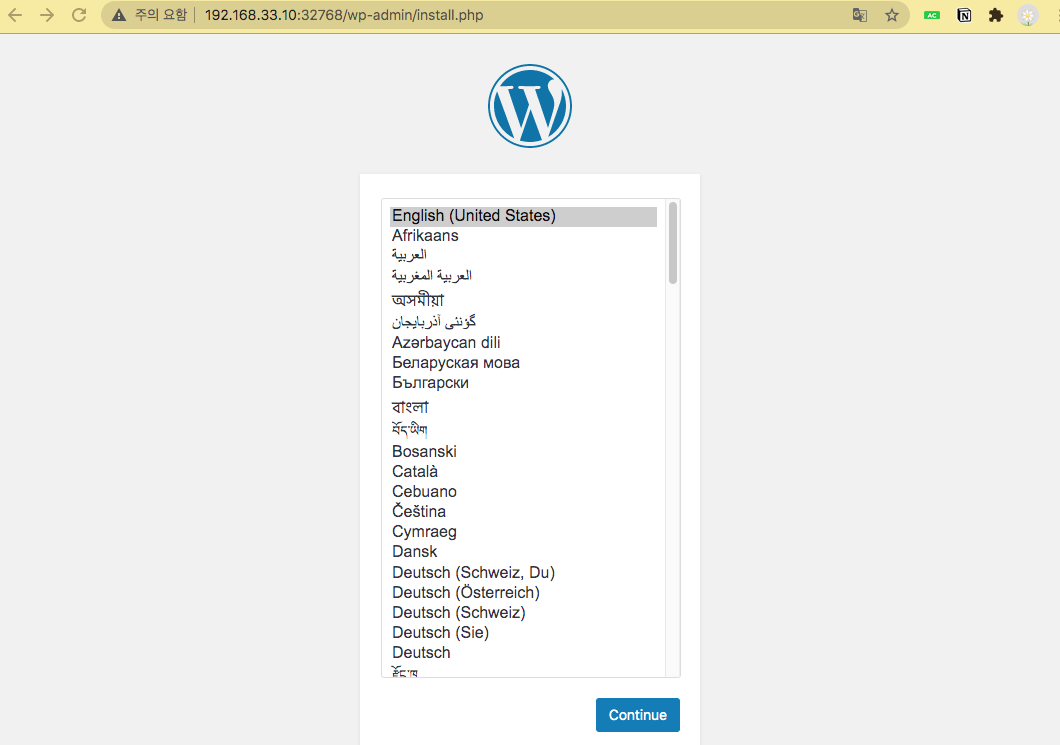 주의 요함 192.168.33.10:32768/wp-admin/install.php
English (United States)
Afrikaans
العربية
العربية المغربية
অসমীয়া
گؤنئی آذربایجان
Azərbaycan dili
Беларуская мова
Български
বাংলা
བོད་ཡིག
Bosanski
Català
Cebuano
Čeština
Cymraeg
Dansk
Deutsch (Schweiz, Du)
Deutsch (Österreich)
Deutsch (Schweiz)
Deutsch (Sie)
Deutsch
Continue